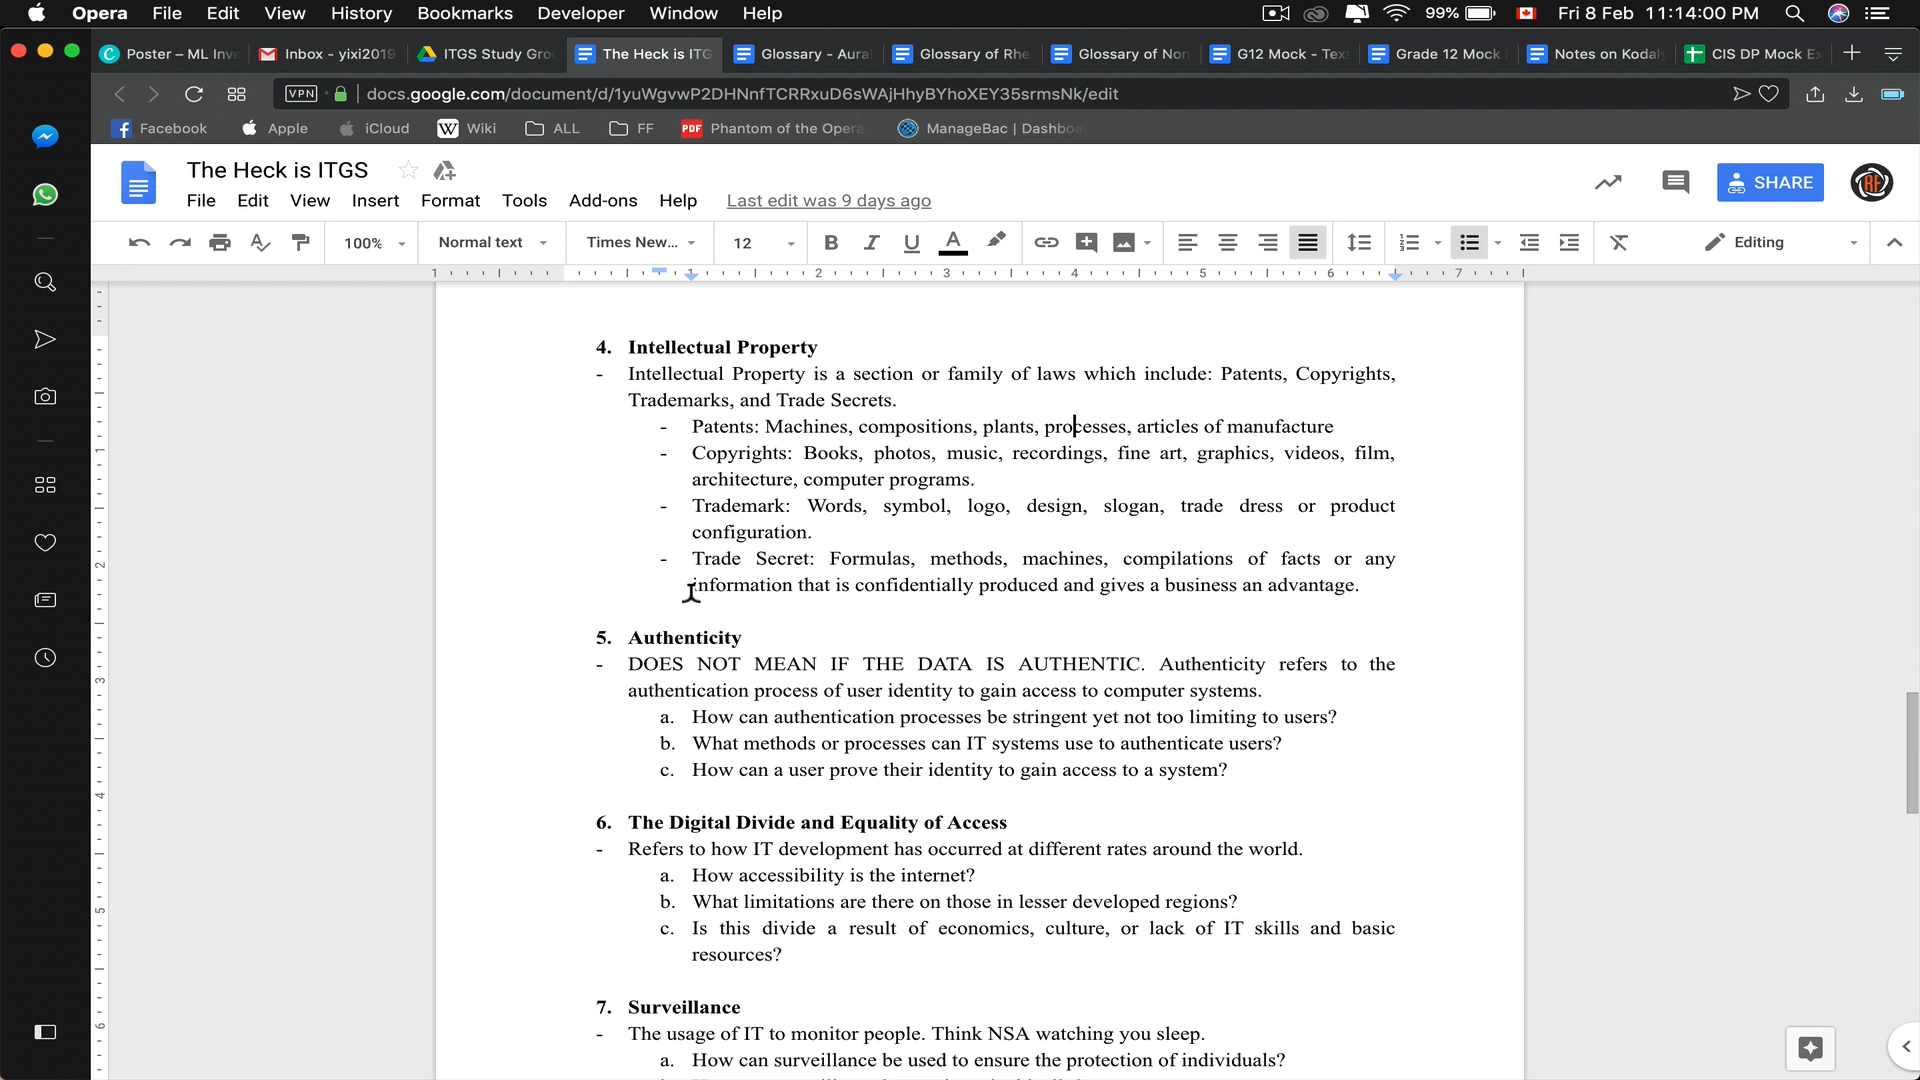 Opera File Edit View History Bookmarks Developer Window Help 99% Fri 8 Feb 11:14:00 PM
Poster – ML Inve Inbox - yixi2019 ITGS Study Gro The Heck is ITG Glossary - Aura Glossary of Rhe Glossary of Non G12 Mock - Tex Grade 12 Mock Notes on Kodaly CIS DP Mock Ex
VPN docs.google.com/document/d/1yuWgvwP2DHNnfTCRRxuD6sWAjHhyBYhoXEY35srmsNk/edit
Facebook Apple iCloud W Wiki ALL FF PDF Phantom of the Opera ManageBac | Dashboa
The Heck is ITGS
SHARE
File Edit View Insert Format Tools Add-ons Help Last edit was 9 days ago
100% Normal text Times New... 12 B I U A Editing
1 1 2 3 4 5 6 7
4. Intellectual Property
- Intellectual Property is a section or family of laws which include: Patents, Copyrights,
Trademarks, and Trade Secrets.
- Patents: Machines, compositions, plants, processes, articles of manufacture
- Copyrights: Books, photos, music, recordings, fine art, graphics, videos, film,
architecture, computer programs.
- Trademark: Words, symbol, logo, design, slogan, trade dress or product
configuration.
- Trade Secret: Formulas, methods, machines, compilations of facts or any
information that is confidentially produced and gives a business an advantage.
5. Authenticity
- DOES NOT MEAN IF THE DATA IS AUTHENTIC. Authenticity refers to the
authentication process of user identity to gain access to computer systems.
a. How can authentication processes be stringent yet not too limiting to users?
b. What methods or processes can IT systems use to authenticate users?
c. How can a user prove their identity to gain access to a system?
6. The Digital Divide and Equality of Access
- Refers to how IT development has occurred at different rates around the world.
a. How accessibility is the internet?
b. What limitations are there on those in lesser developed regions?
c. Is this divide a result of economics, culture, or lack of IT skills and basic
resources?
7. Surveillance
- The usage of IT to monitor people. Think NSA watching you sleep.
a. How can surveillance be used to ensure the protection of individuals?